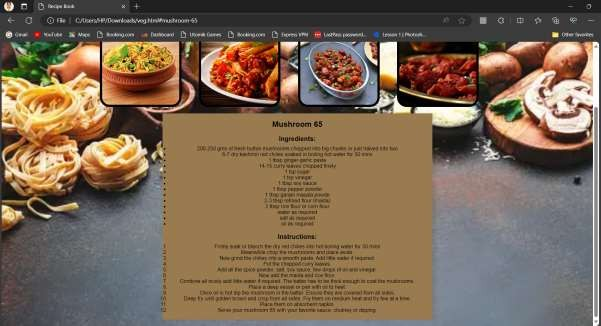 Recipe Book
File | C:/Users/HP/Downloads/veg.html#mushroom-65
Gmail YouTube Maps Booking.com Dashboard Utomik Games Booking.com Express VPN LastPass password... Lesson 1 | Photosh... Other favorites
Mushroom 65
Ingredients:
200-250 gms of fresh button mushrooms chopped into big chunks or just halved into two
6-7 dry kashmiri red chilies soaked in boiling hot water for 30 mins
1 tbsp ginger-garlic paste
14-15 curry leaves chopped finely
1 tsp sugar
1 tsp vinegar
1 tbsp soy sauce
1 tbsp pepper powder
1 tbsp garam masala powder
2-3 tbsp refined flour (maida)
1 tbsp rice flour or corn flour
water as required
salt as required
oil as required
Instructions:
1. Firstly soak or blanch the dry red chilies into hot boiling water for 30 mins
2. Meanwhile chop the mushrooms and place aside.
3. Now grind the chilies into a smooth paste. Add little water if required.
4. Put the chopped curry leaves.
5. Add all the spice powder, salt, soy sauce, few drops of oil and vinegar.
6. Now add the maida and rice flour.
7. Combine all nicely add little water if required. The batter has to be thick enough to coat the mushrooms.
8. Place a deep vessel or pan with oil to heat.
9. Once oil is hot dip the mushroom in the batter. Ensure they are covered from all sides.
10. Deep fry until golden brown and crisp from all sides. Fry them on medium heat and fry few at a time.
11. Place them on absorbent napkin.
12. Serve your mushroom 65 with your favorite sauce, chutney or dipping.